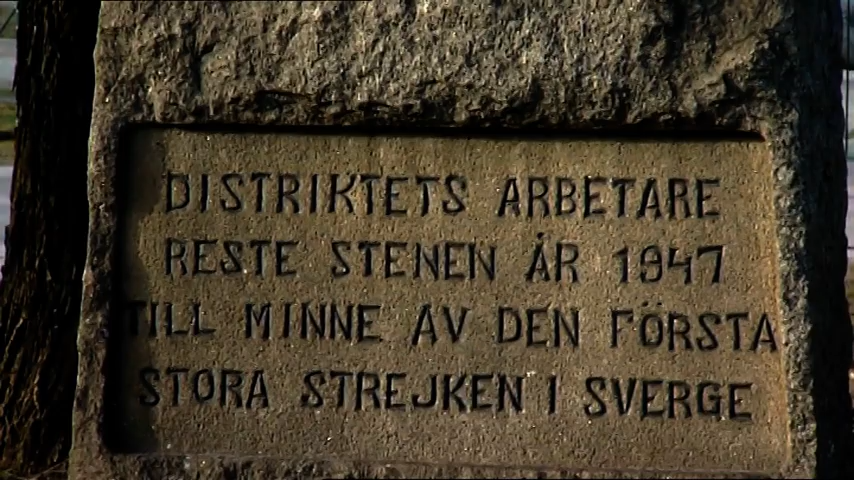 DISTRIKTETS ARBETARE
RESTE STENEN ÅR 1947
TILL MINNE AV DEN FÖRSTA
STORA STREJKEN I SVERGE